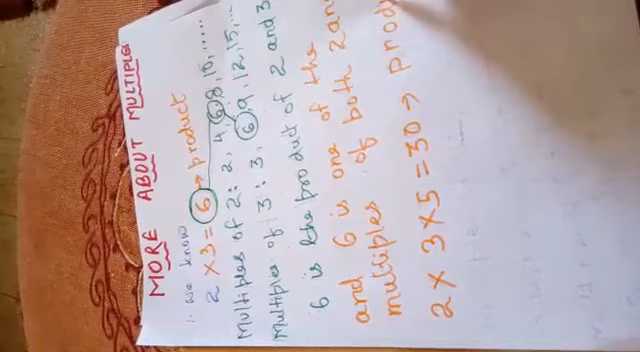 MORE ABOUT MULTIPLES
1. We know
2 × 3 = 6 → product
Multiples of 2: 2, 4, 6, 8, 10, .....
Multiples of 3: 3, 6, 9, 12, 15, ...
6 is the product of 2 and 3
and 6 is one of the
multiples of both 2 an
2 × 3 × 5 = 30 → prod